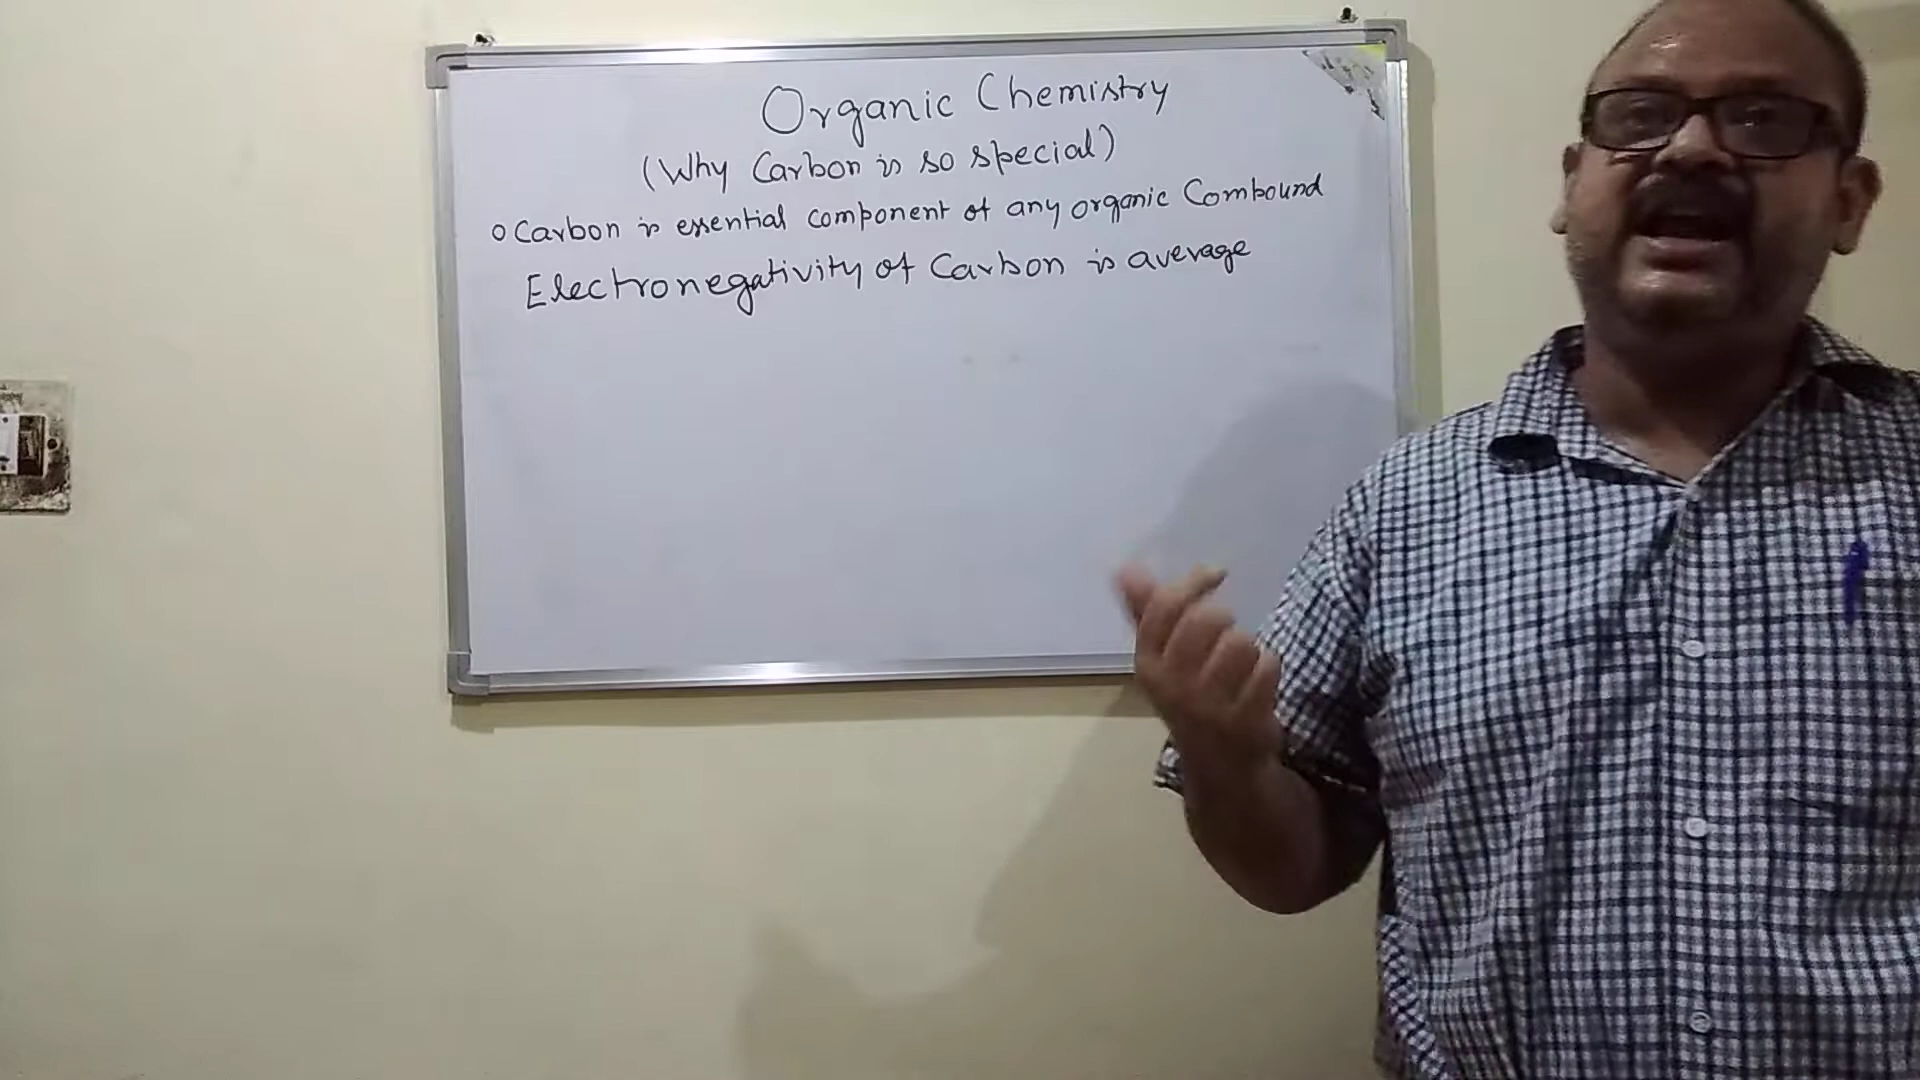 Organic Chemistry
(Why Carbon is so special)
o Carbon is essential component of any organic Compound
Electronegativity of Carbon is average